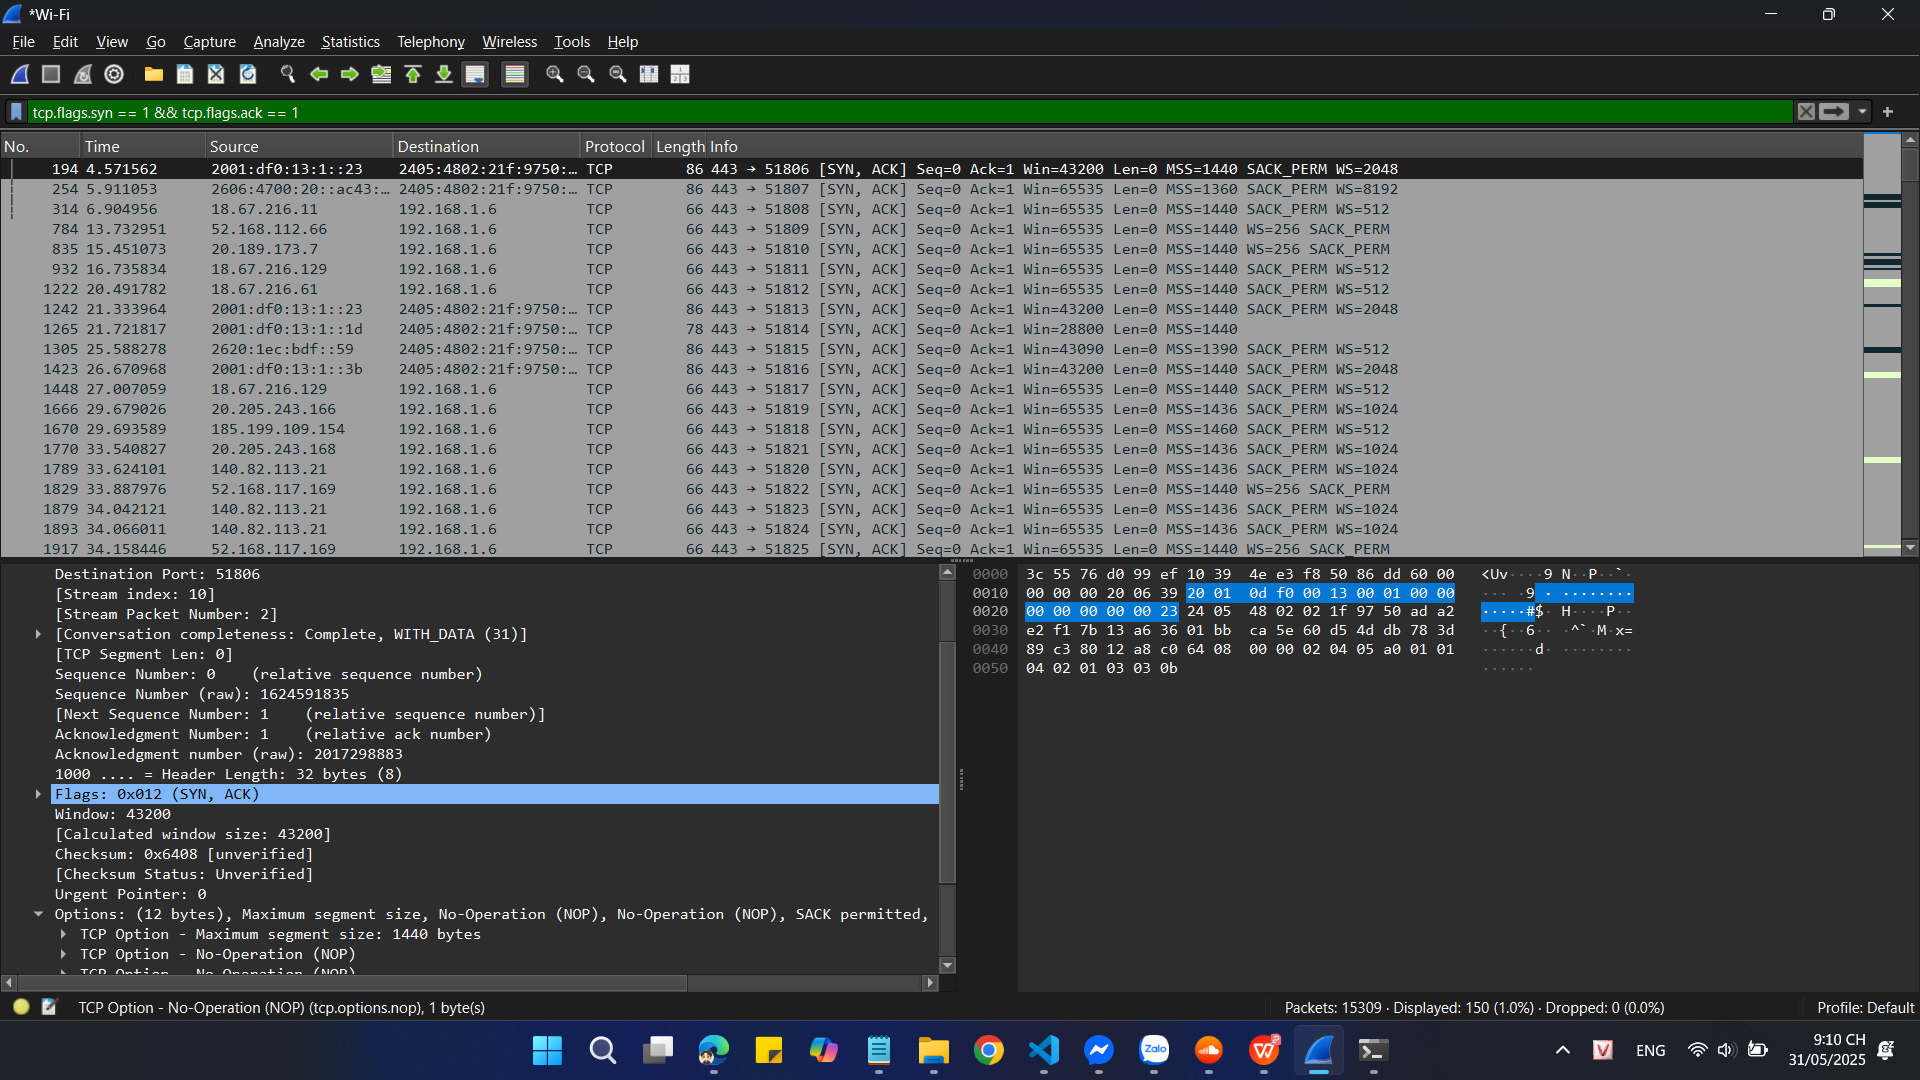 *Wi-Fi
File Edit View Go Capture Analyze Statistics Telephony Wireless Tools Help
tcp.flags.syn == 1 && tcp.flags.ack == 1
No. Time Source Destination Protocol Length Info
194 4.571562 2001:df0:13:1::23 2405:4802:21f:9750:… TCP 86 443 → 51806 [SYN, ACK] Seq=0 Ack=1 Win=43200 Len=0 MSS=1440 SACK_PERM WS=2048
254 5.911053 2606:4700:20::ac43:… 2405:4802:21f:9750:… TCP 86 443 → 51807 [SYN, ACK] Seq=0 Ack=1 Win=65535 Len=0 MSS=1360 SACK_PERM WS=8192
314 6.904956 18.67.216.11 192.168.1.6 TCP 66 443 → 51808 [SYN, ACK] Seq=0 Ack=1 Win=65535 Len=0 MSS=1440 SACK_PERM WS=512
784 13.732951 52.168.112.66 192.168.1.6 TCP 66 443 → 51809 [SYN, ACK] Seq=0 Ack=1 Win=65535 Len=0 MSS=1440 WS=256 SACK_PERM
835 15.451073 20.189.173.7 192.168.1.6 TCP 66 443 → 51810 [SYN, ACK] Seq=0 Ack=1 Win=65535 Len=0 MSS=1440 WS=256 SACK_PERM
932 16.735834 18.67.216.129 192.168.1.6 TCP 66 443 → 51811 [SYN, ACK] Seq=0 Ack=1 Win=65535 Len=0 MSS=1440 SACK_PERM WS=512
1222 20.491782 18.67.216.61 192.168.1.6 TCP 66 443 → 51812 [SYN, ACK] Seq=0 Ack=1 Win=65535 Len=0 MSS=1440 SACK_PERM WS=512
1242 21.333964 2001:df0:13:1::23 2405:4802:21f:9750:… TCP 86 443 → 51813 [SYN, ACK] Seq=0 Ack=1 Win=43200 Len=0 MSS=1440 SACK_PERM WS=2048
1265 21.721817 2001:df0:13:1::1d 2405:4802:21f:9750:… TCP 78 443 → 51814 [SYN, ACK] Seq=0 Ack=1 Win=28800 Len=0 MSS=1440
1305 25.588278 2620:1ec:bdf::59 2405:4802:21f:9750:… TCP 86 443 → 51815 [SYN, ACK] Seq=0 Ack=1 Win=43090 Len=0 MSS=1390 SACK_PERM WS=512
1423 26.670968 2001:df0:13:1::3b 2405:4802:21f:9750:… TCP 86 443 → 51816 [SYN, ACK] Seq=0 Ack=1 Win=43200 Len=0 MSS=1440 SACK_PERM WS=2048
1448 27.007059 18.67.216.129 192.168.1.6 TCP 66 443 → 51817 [SYN, ACK] Seq=0 Ack=1 Win=65535 Len=0 MSS=1440 SACK_PERM WS=512
1666 29.679026 20.205.243.166 192.168.1.6 TCP 66 443 → 51819 [SYN, ACK] Seq=0 Ack=1 Win=65535 Len=0 MSS=1436 SACK_PERM WS=1024
1670 29.693589 185.199.109.154 192.168.1.6 TCP 66 443 → 51818 [SYN, ACK] Seq=0 Ack=1 Win=65535 Len=0 MSS=1460 SACK_PERM WS=512
1770 33.540827 20.205.243.168 192.168.1.6 TCP 66 443 → 51821 [SYN, ACK] Seq=0 Ack=1 Win=65535 Len=0 MSS=1436 SACK_PERM WS=1024
1789 33.624101 140.82.113.21 192.168.1.6 TCP 66 443 → 51820 [SYN, ACK] Seq=0 Ack=1 Win=65535 Len=0 MSS=1436 SACK_PERM WS=1024
1829 33.887976 52.168.117.169 192.168.1.6 TCP 66 443 → 51822 [SYN, ACK] Seq=0 Ack=1 Win=65535 Len=0 MSS=1440 WS=256 SACK_PERM
1879 34.042121 140.82.113.21 192.168.1.6 TCP 66 443 → 51823 [SYN, ACK] Seq=0 Ack=1 Win=65535 Len=0 MSS=1436 SACK_PERM WS=1024
1893 34.066011 140.82.113.21 192.168.1.6 TCP 66 443 → 51824 [SYN, ACK] Seq=0 Ack=1 Win=65535 Len=0 MSS=1436 SACK_PERM WS=1024
1917 34.158446 52.168.117.169 192.168.1.6 TCP 66 443 → 51825 [SYN, ACK] Seq=0 Ack=1 Win=65535 Len=0 MSS=1440 WS=256 SACK_PERM
Destination Port: 51806
[Stream index: 10]
[Stream Packet Number: 2]
[Conversation completeness: Complete, WITH_DATA (31)]
[TCP Segment Len: 0]
Sequence Number: 0 (relative sequence number)
Sequence Number (raw): 1624591835
[Next Sequence Number: 1 (relative sequence number)]
Acknowledgment Number: 1 (relative ack number)
Acknowledgment number (raw): 2017298883
1000 .... = Header Length: 32 bytes (8)
Flags: 0x012 (SYN, ACK)
Window: 43200
[Calculated window size: 43200]
Checksum: 0x6408 [unverified]
[Checksum Status: Unverified]
Urgent Pointer: 0
Options: (12 bytes), Maximum segment size, No-Operation (NOP), No-Operation (NOP), SACK permitted,
TCP Option - Maximum segment size: 1440 bytes
TCP Option - No-Operation (NOP)
TCP Option - No-Operation (NOP)
0000 3c 55 76 d0 99 ef 10 39 4e e3 f8 50 86 dd 60 00 <Uv····9 N··P··`·
0010 00 00 00 20 06 39 20 01 0d f0 00 13 00 01 00 00 ··· ·9 · ········
0020 00 00 00 00 00 23 24 05 48 02 02 1f 97 50 ad a2 ·····#$· H····P··
0030 e2 f1 7b 13 a6 36 01 bb ca 5e 60 d5 4d db 78 3d ··{··6·· ·^`·M·x=
0040 89 c3 80 12 a8 c0 64 08 00 00 02 04 05 a0 01 01 ······d· ········
0050 04 02 01 03 03 0b ······
TCP Option - No-Operation (NOP) (tcp.options.nop), 1 byte(s)
Packets: 15309 · Displayed: 150 (1.0%) · Dropped: 0 (0.0%)
Profile: Default
Zalo
V
ENG
9:10 CH
31/05/2025